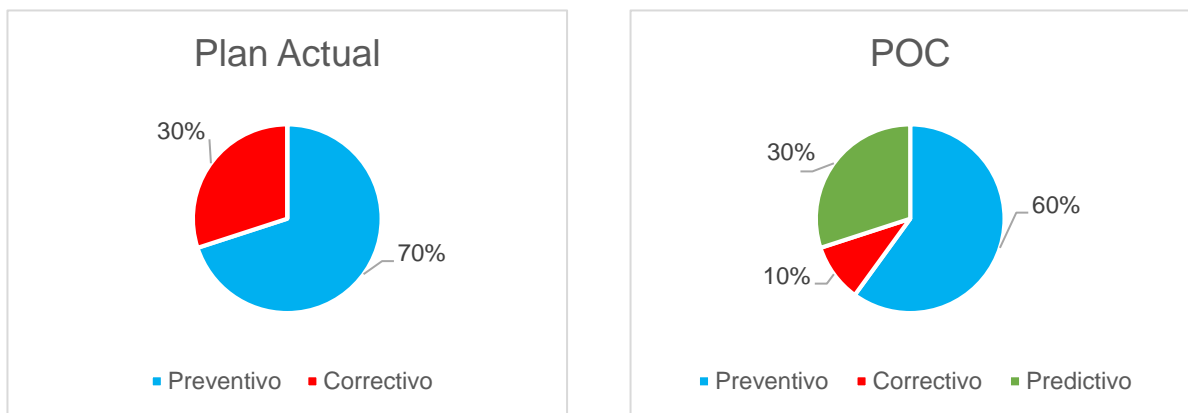 Plan Actual
30%
70%
Preventivo Correctivo
POC
30%
60%
10%
Preventivo Correctivo Predictivo